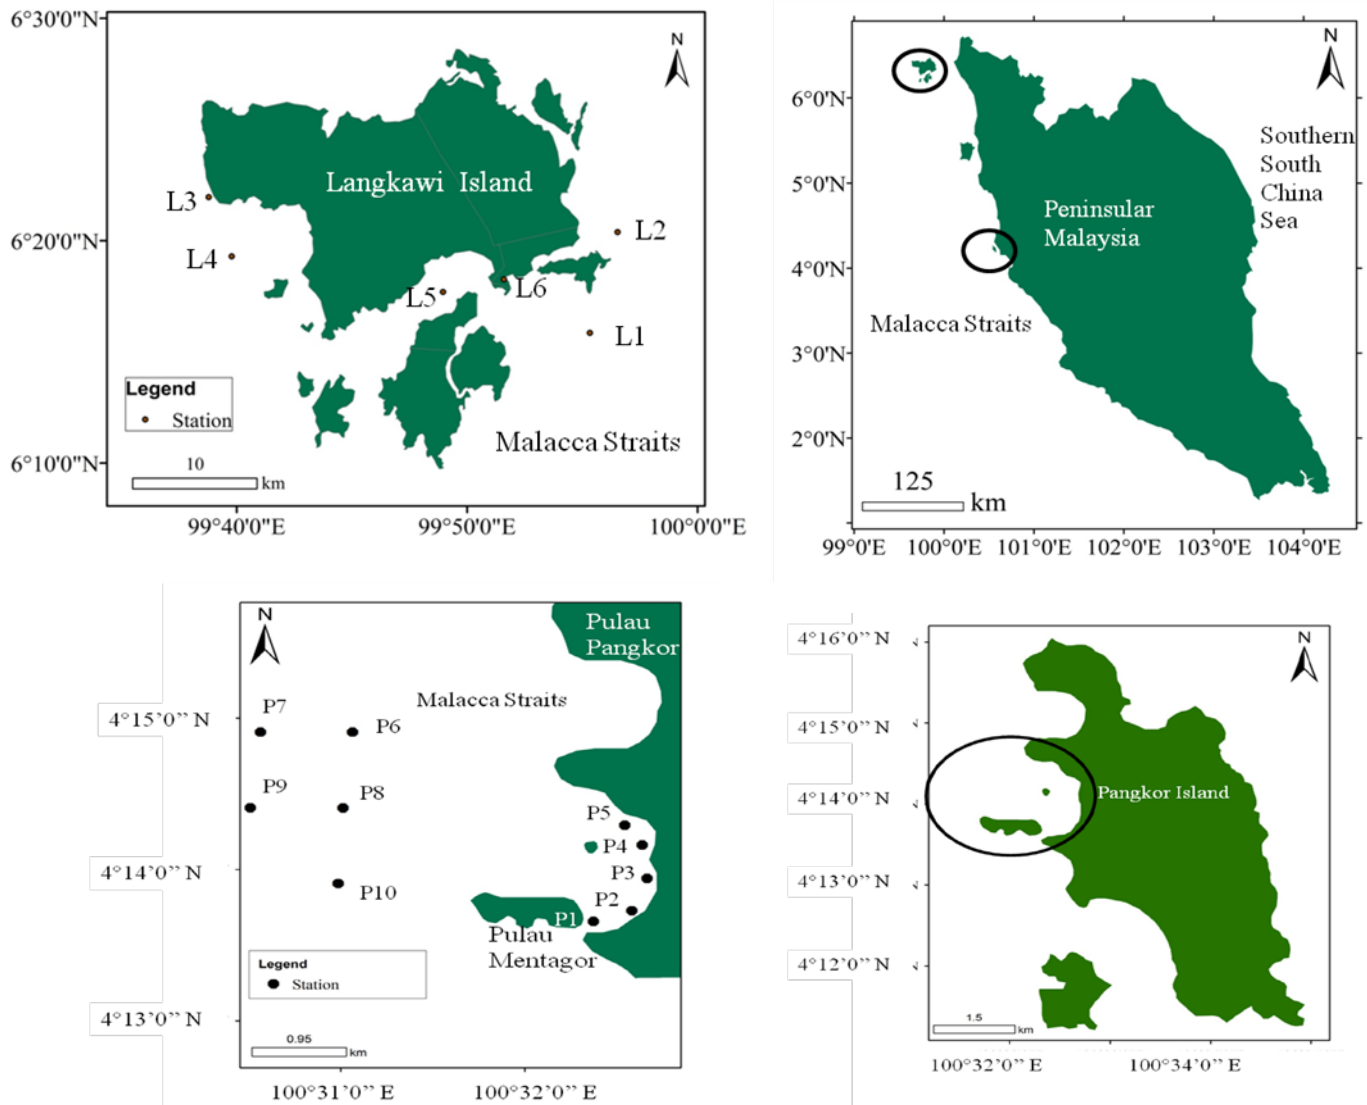 6°30'0"N
N
Langkawi Island
L3
L2
6°20'0"N
L4
L5
L6
L1
Legend
Station
Malacca Straits
6°10'0"N
10
km
99°40'0"E
99°50'0"E
100°0'0"E
N
6°0'N
Southern
South
China
Sea
5°0'N
Peninsular
Malaysia
4°0'N
Malacca Straits
3°0'N
2°0'N
125
km
99°0'E
100°0'E
101°0'E
102°0'E
103°0'E
104°0'E
N
Pulau
Pangkor
Malacca Straits
P7
4°15’0’’ N
P6
P9
P8
P5
P4
4°14’0’’ N
P3
P10
P2
P1
Pulau
Mentagor
Legend
Station
4°13’0’’ N
0.95
km
100°31’0’’ E
100°32’0’’ E
4°16’0’’ N
N
4°15’0’’ N
4°14’0’’ N
Pangkor Island
4°13’0’’ N
4°12’0’’ N
1.5
km
100°32’0’’ E
100°34’0’’ E